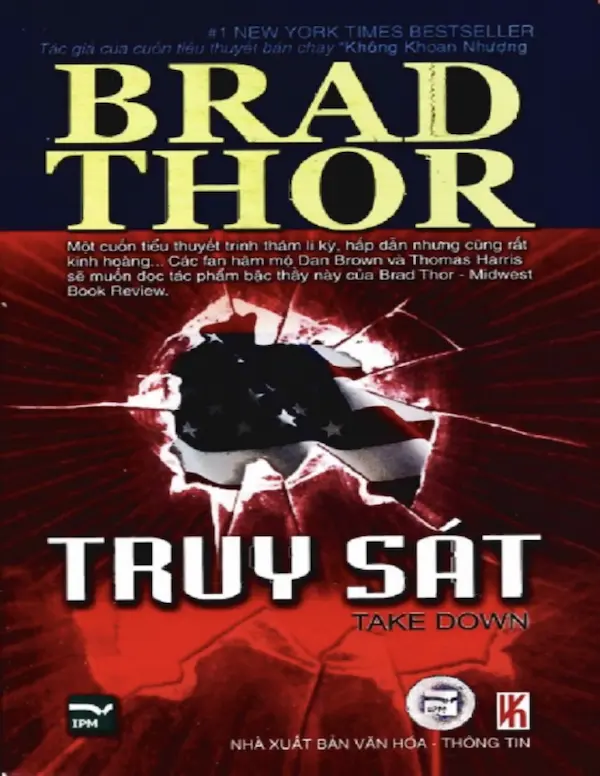 #1 NEW YORK TIMES BESTSELLER
Tác giả của cuốn tiểu thuyết bán chạy "Không Khoan Nhượng
BRAD
THOR
Một cuốn tiểu thuyết trinh thám li kỳ, hấp dẫn nhưng cũng rất
kinh hoàng... Các fan hâm mộ Dan Brown và Thomas Harris
sẽ muốn đọc tác phẩm bậc thầy này của Brad Thor - Midwest
Book Review.
TRUY SÁT
TAKE DOWN
IPM
IPM
NHÀ XUẤT BẢN VĂN HÓA - THÔNG TIN